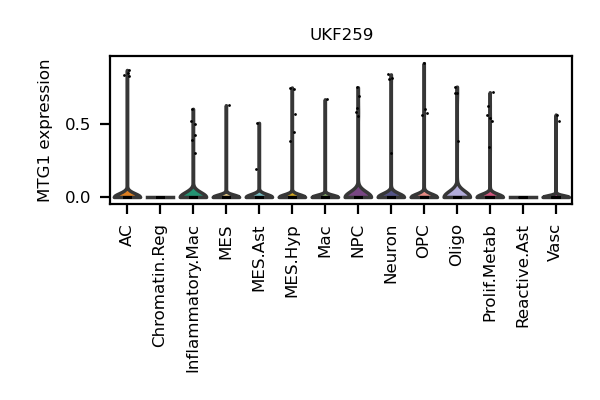 UKF259
MTG1 expression
0.5
0.0
AC
Chromatin.Reg
Inflammatory.Mac
MES
MES.Ast
MES.Hyp
Mac
NPC
Neuron
OPC
Oligo
Prolif.Metab
Reactive.Ast
Vasc